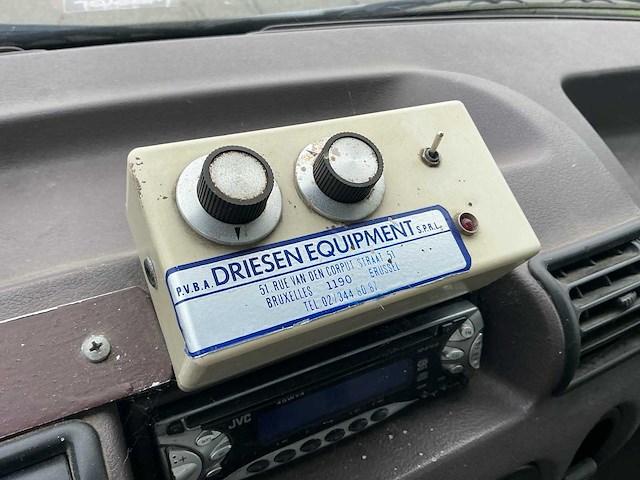 P.V.B.A. DRIESEN EQUIPMENT S.P.R.L.
51, RUE VAN DEN CORPUT STRAAT 51
BRUXELLES 1190 BRUSSEL
TEL. 02/344 60 67
JVC